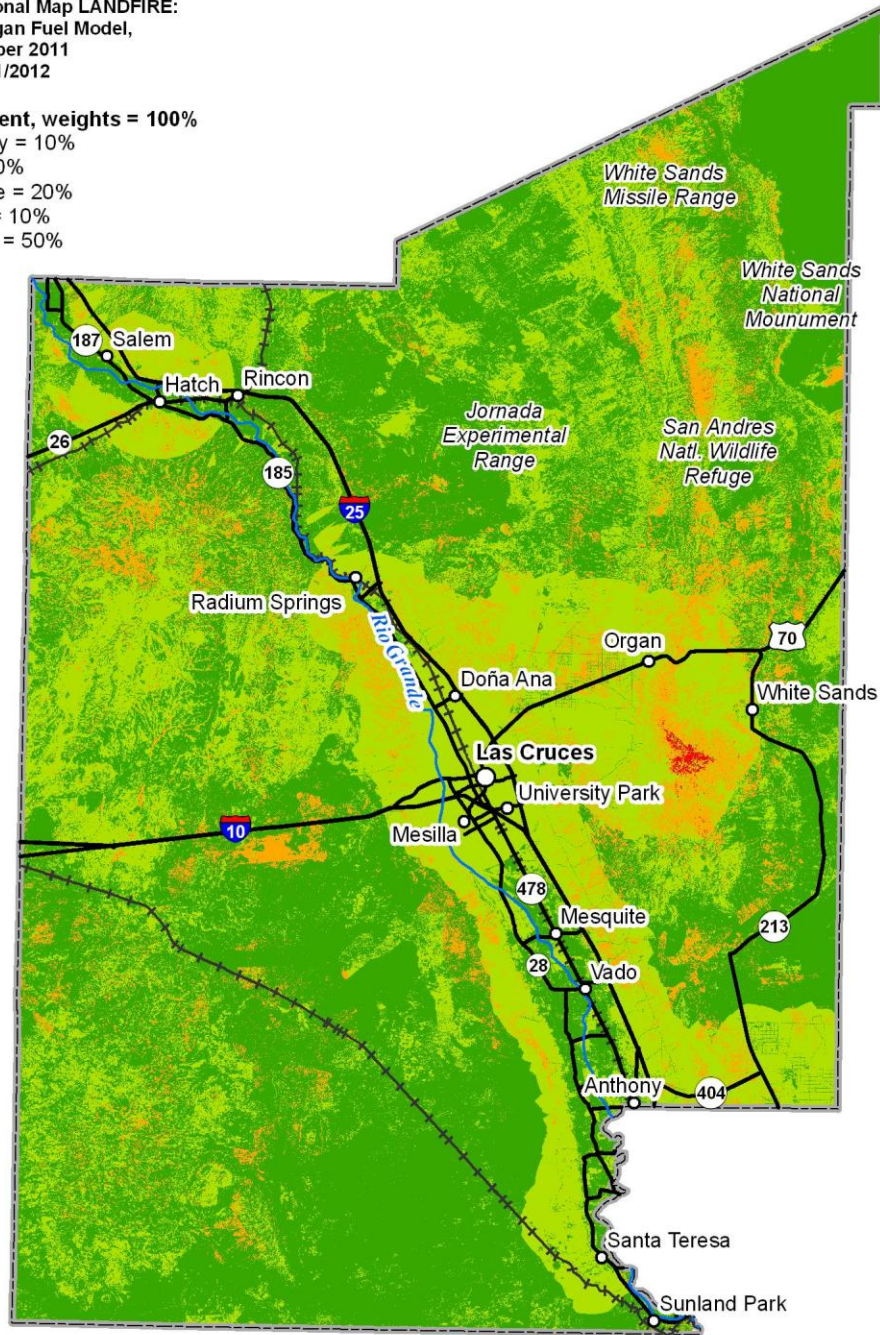 onal Map LANDFIRE:
gan Fuel Model,
ber 2011
1/2012
ent, weights = 100%
y = 10%
0%
e = 20%
= 10%
= 50%
White Sands
Missile Range
White Sands
National
Mounument
187
Salem
Hatch
Rincon
Jornada
Experimental
Range
San Andres
Natl. Wildlife
Refuge
26
185
25
Radium Springs
Rio Grande
Organ
70
Doña Ana
White Sands
Las Cruces
University Park
10
Mesilla
478
Mesquite
213
28
Vado
Anthony
404
Santa Teresa
Sunland Park